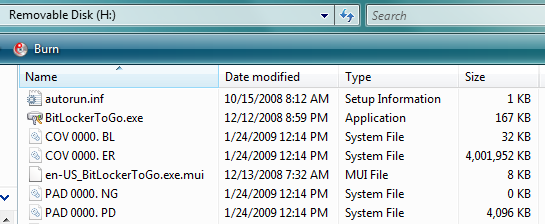 Removable Disk (H:)
Search
Burn
Name Date modified Type Size
autorun.inf 10/15/2008 8:12 AM Setup Information 1 KB
BitLockerToGo.exe 12/12/2008 8:59 PM Application 167 KB
COV 0000. BL 1/24/2009 12:14 PM System File 32 KB
COV 0000. ER 1/24/2009 12:14 PM System File 4,001,952 KB
en-US_BitLockerToGo.exe.mui 12/13/2008 7:32 AM MUI File 8 KB
PAD 0000. NG 1/24/2009 12:14 PM System File 0 KB
PAD 0000. PD 1/24/2009 12:14 PM System File 4,096 KB